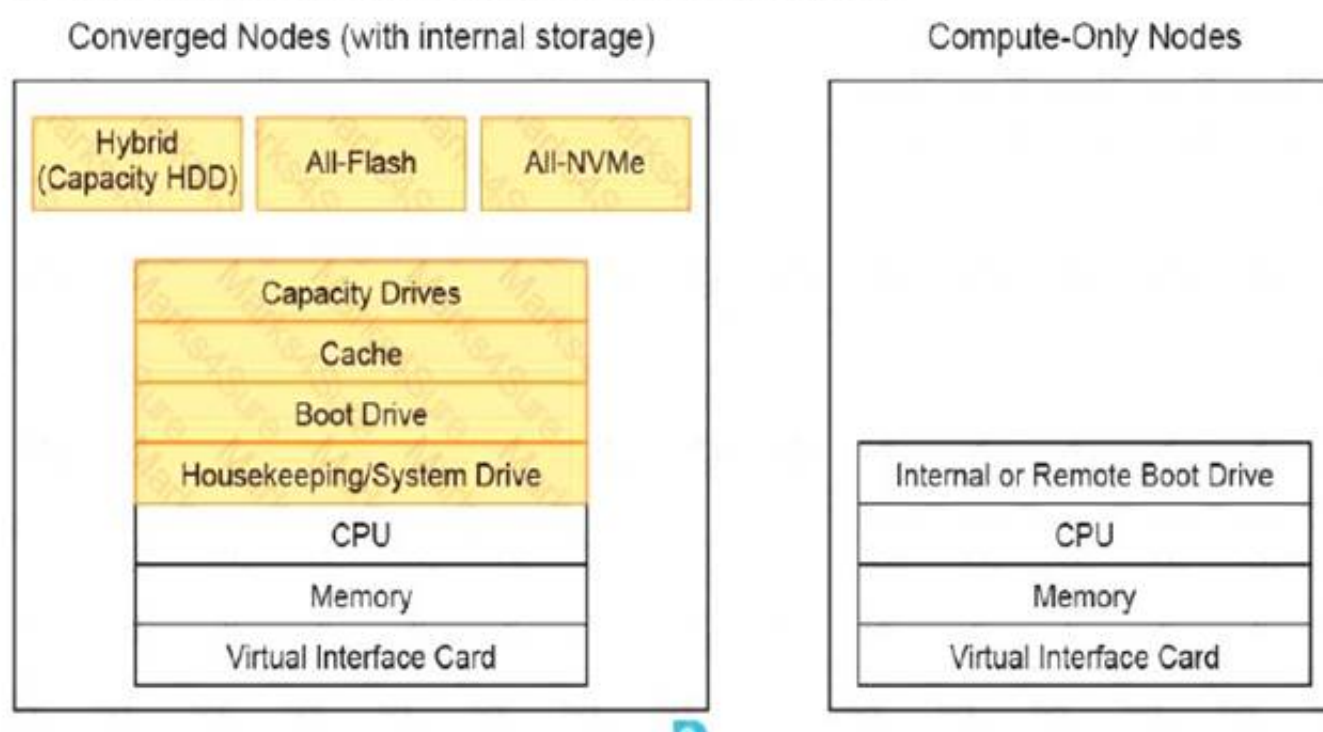 Converged Nodes (with internal storage)
Hybrid
(Capacity HDD)
All-Flash
All-NVMe
Capacity Drives
Cache
Boot Drive
Housekeeping/System Drive
CPU
Memory
Virtual Interface Card
Compute-Only Nodes
Internal or Remote Boot Drive
CPU
Memory
Virtual Interface Card